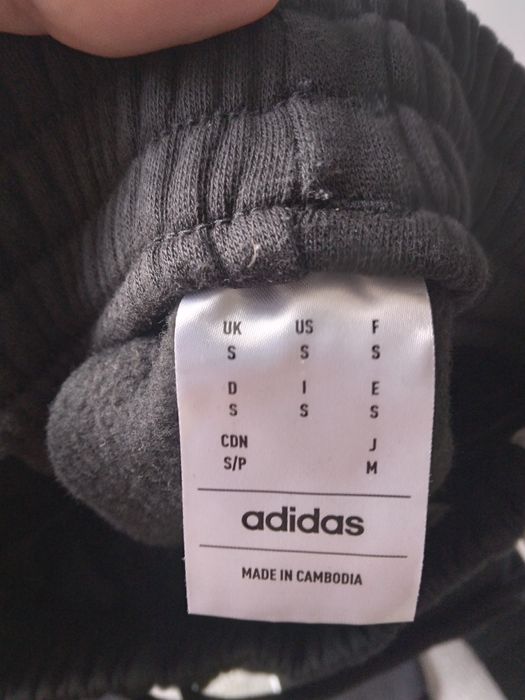 UK US F
S S S
D I E
S S S
CDN J
S/P M
adidas
MADE IN CAMBODIA